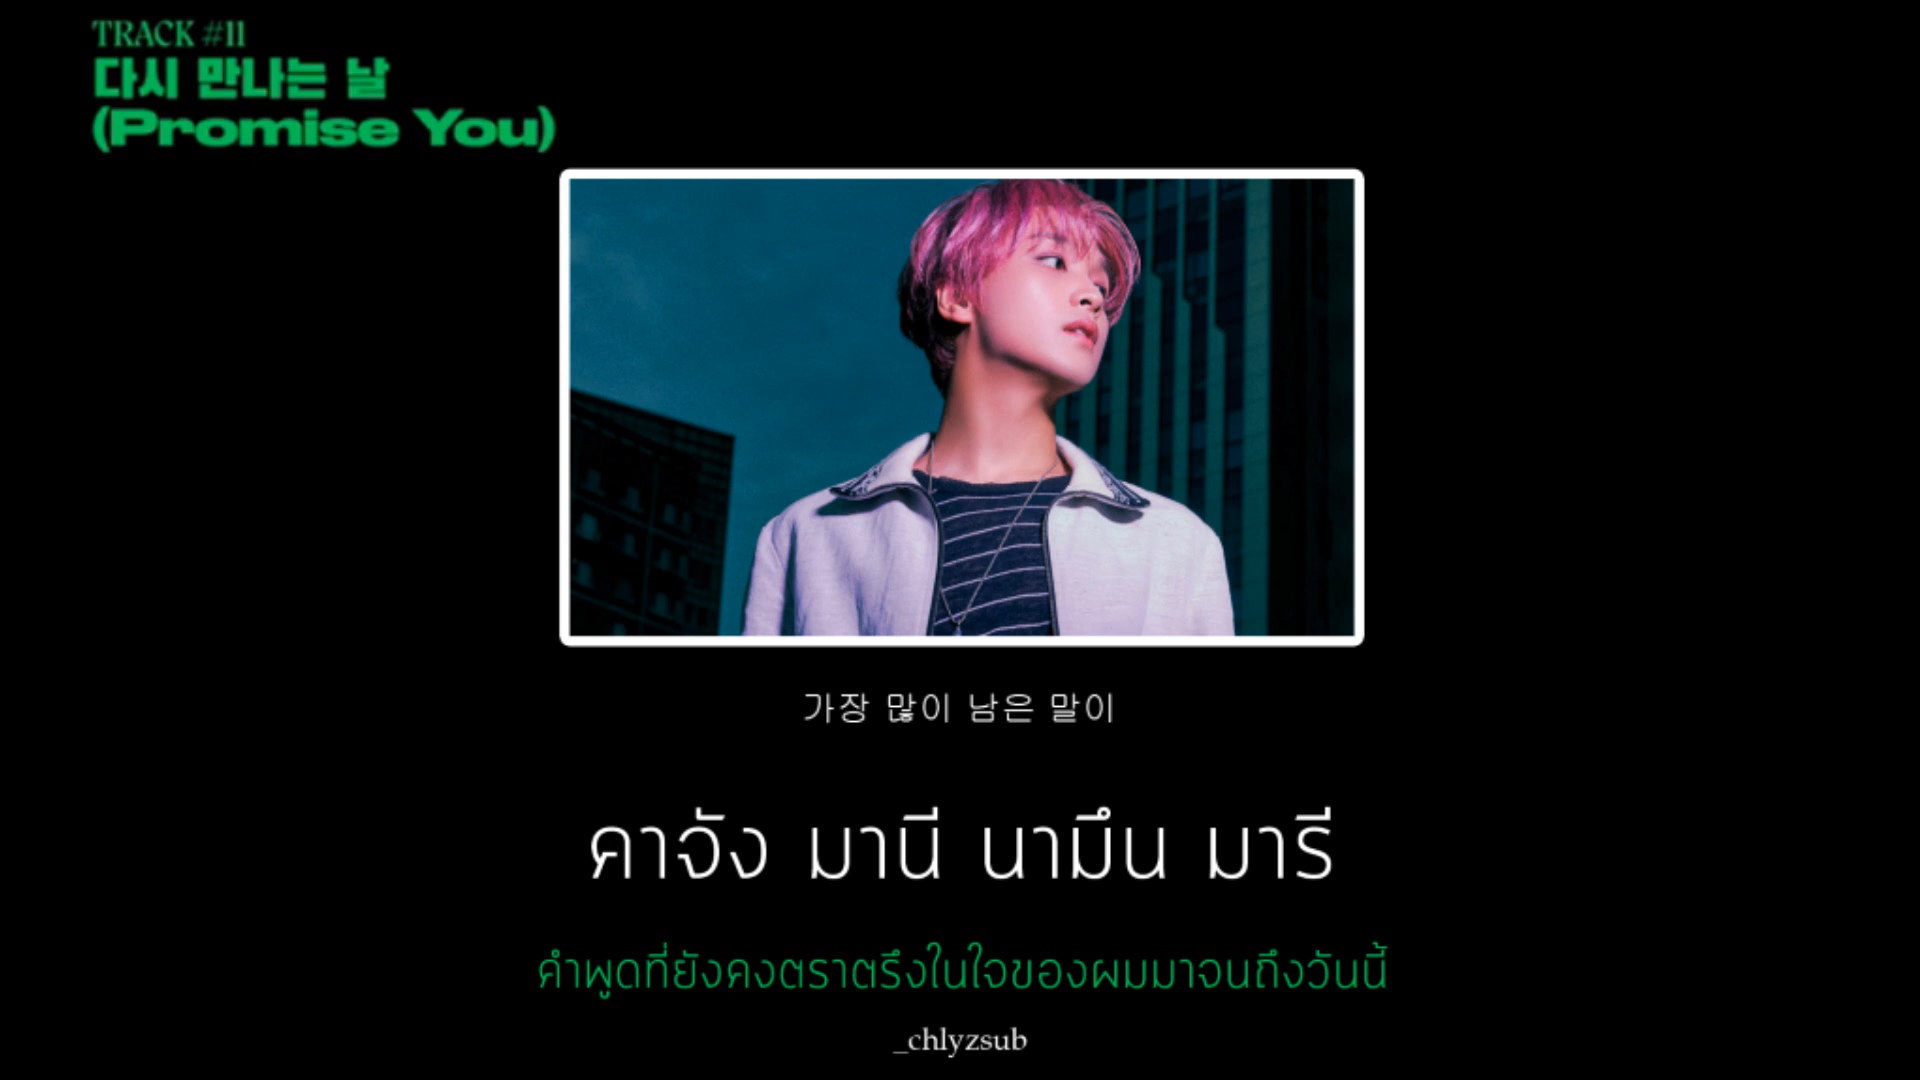 TRACK #11
다시 만나는 날
(Promise You)
가장 많이 남은 말이
คาจัง มานี นามึน มารี
คำพูดที่ยังคงตราตรึงในใจของผมมาจนถึงวันนี้
_chlyzsub